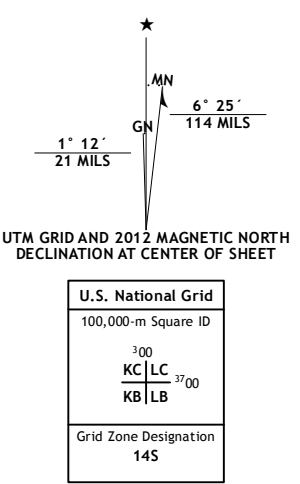 ★
MN
6° 25´
114 MILS
GN
1° 12´
21 MILS
UTM GRID AND 2012 MAGNETIC NORTH
DECLINATION AT CENTER OF SHEET
U.S. National Grid
100,000-m Square ID
³00
KC LC
³⁷00
KB LB
Grid Zone Designation
14S